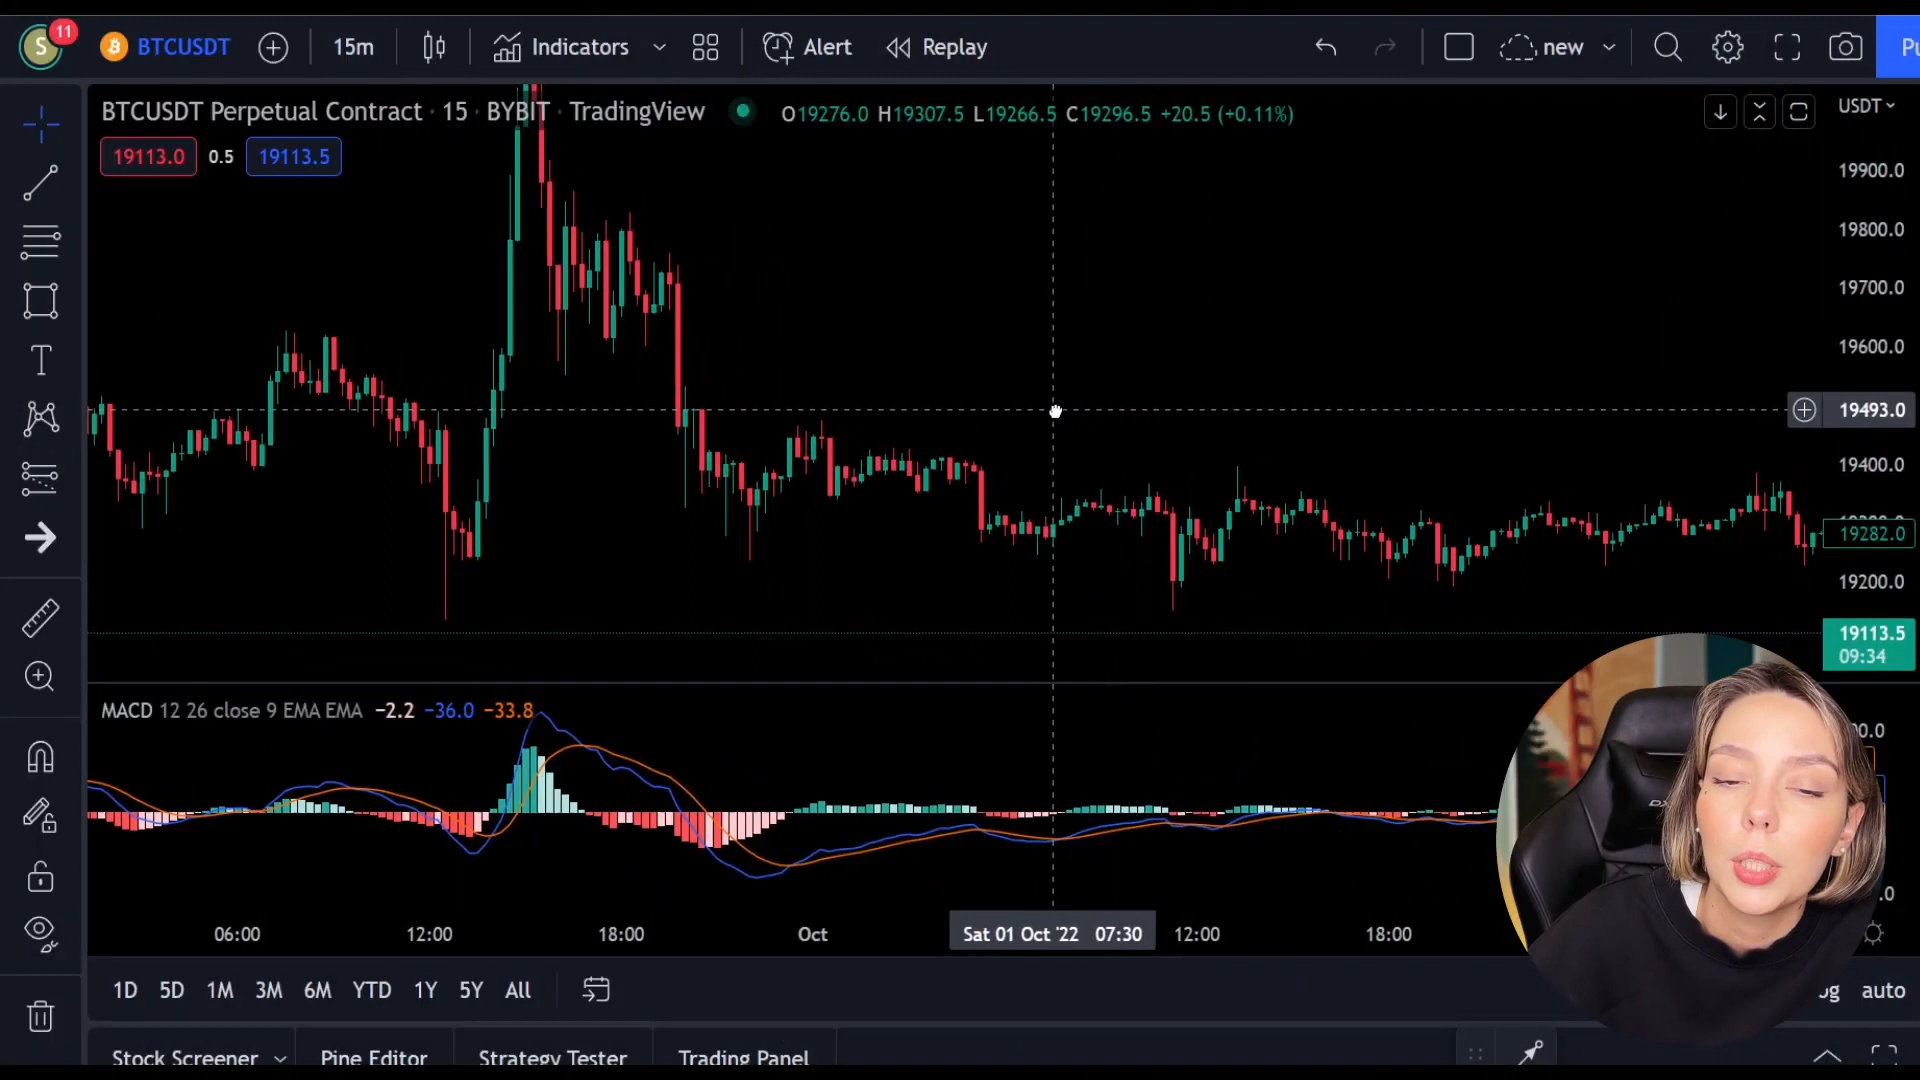 S 11 BTCUSDT 15m Indicators Alert Replay new
BTCUSDT Perpetual Contract · 15 · BYBIT · TradingView O19276.0 H19307.5 L19266.5 C19296.5 +20.5 (+0.11%) USDT
19113.0 0.5 19113.5
19900.0
19800.0
19700.0
19600.0
19493.0
19400.0
19282.0
19200.0
19113.5
09:34
MACD 12 26 close 9 EMA EMA −2.2 −36.0 −33.8
06:00 12:00 18:00 Oct Sat 01 Oct '22 07:30 12:00 18:00
1D 5D 1M 3M 6M YTD 1Y 5Y All auto
Stock Screener Pine Editor Strategy Tester Trading Panel